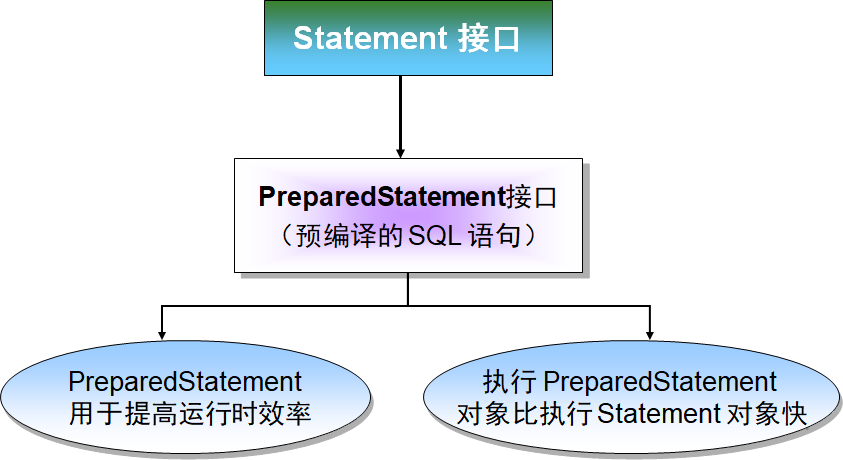 Statement 接口
PreparedStatement接口
（预编译的 SQL 语句）
PreparedStatement
用于提高运行时效率
执行 PreparedStatement
对象比执行 Statement 对象快